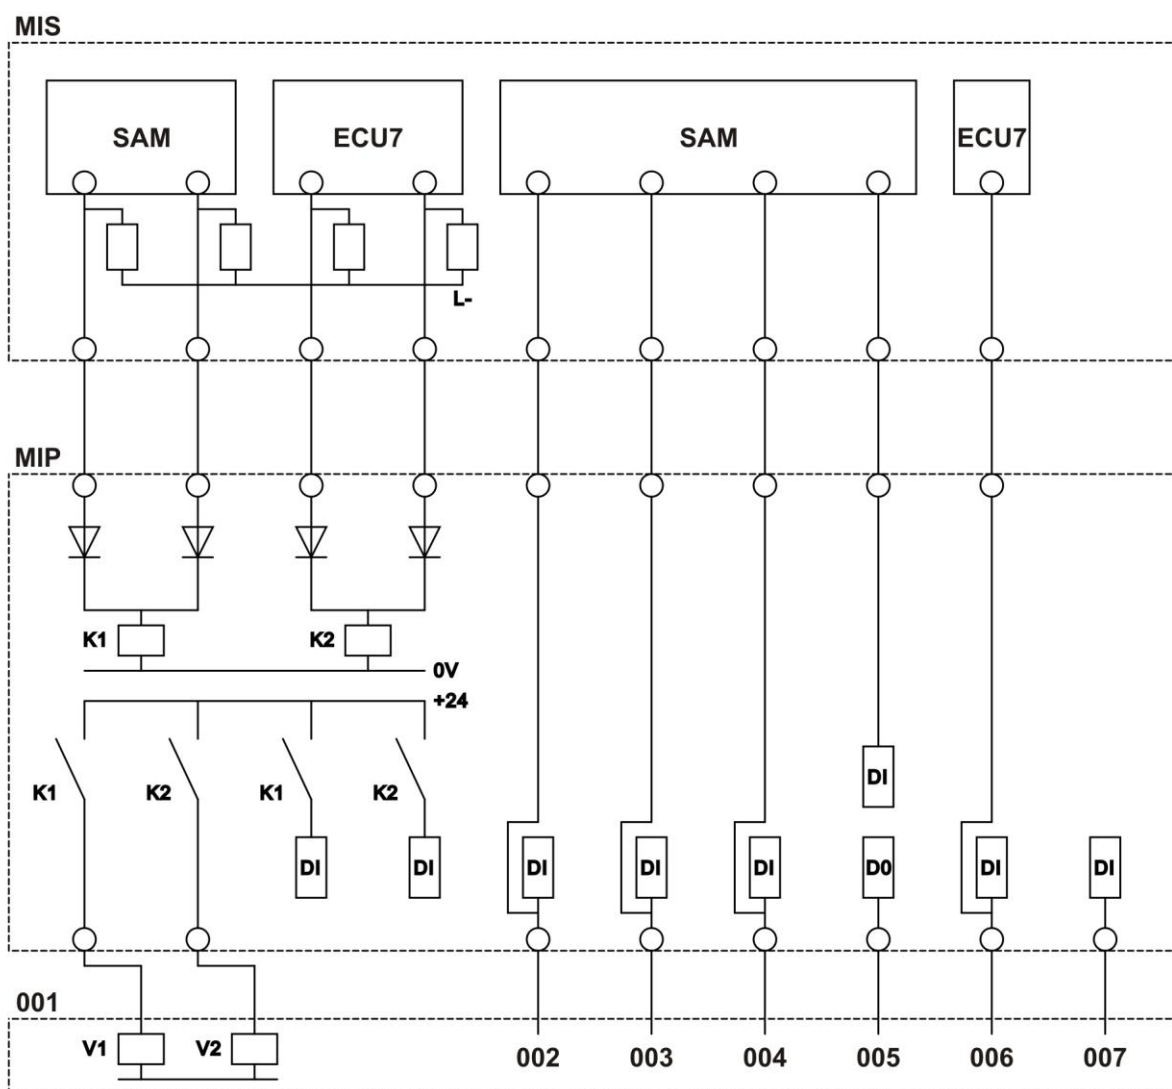 MIS
SAM ECU7 SAM ECU7
L-
MIP
K1 K2
0V
+24
DI
K1 K2 K1 K2
DI DI DI DI DI D0 DI DI
001
V1 V2 002 003 004 005 006 007